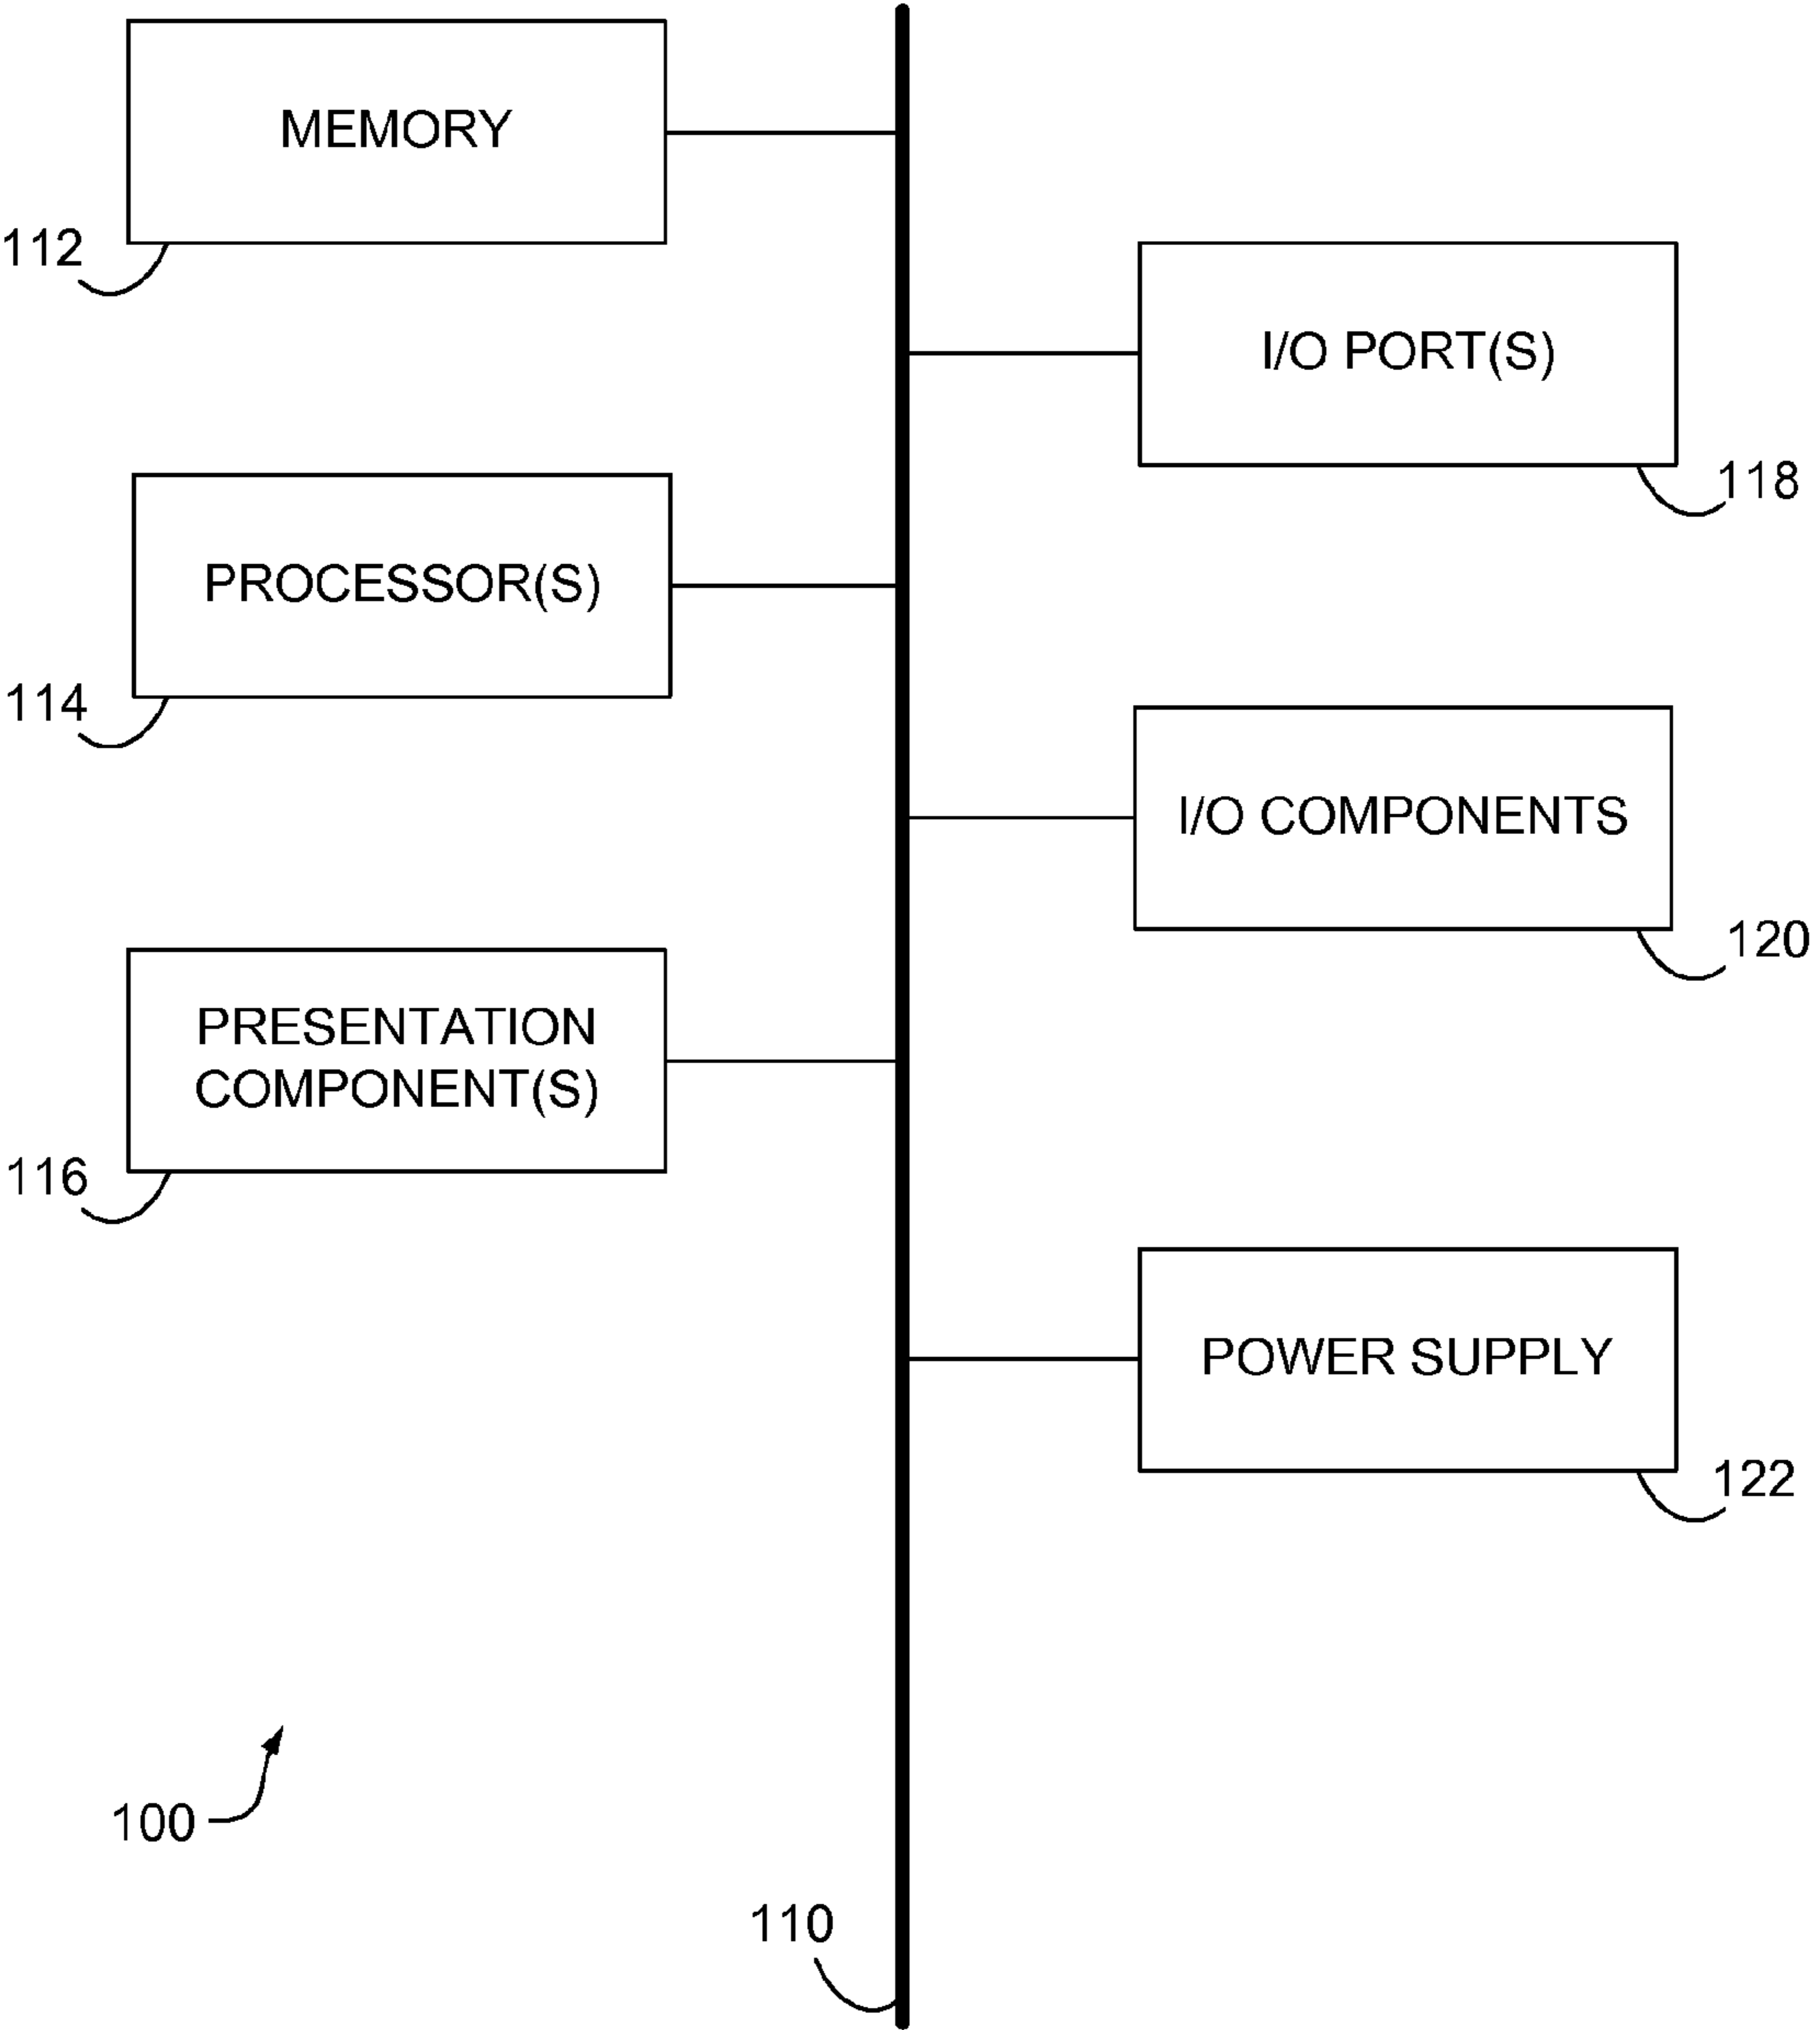 MEMORY
112
I/O PORT(S)
118
PROCESSOR(S)
114
I/O COMPONENTS
120
PRESENTATION
COMPONENT(S)
116
POWER SUPPLY
122
100
110